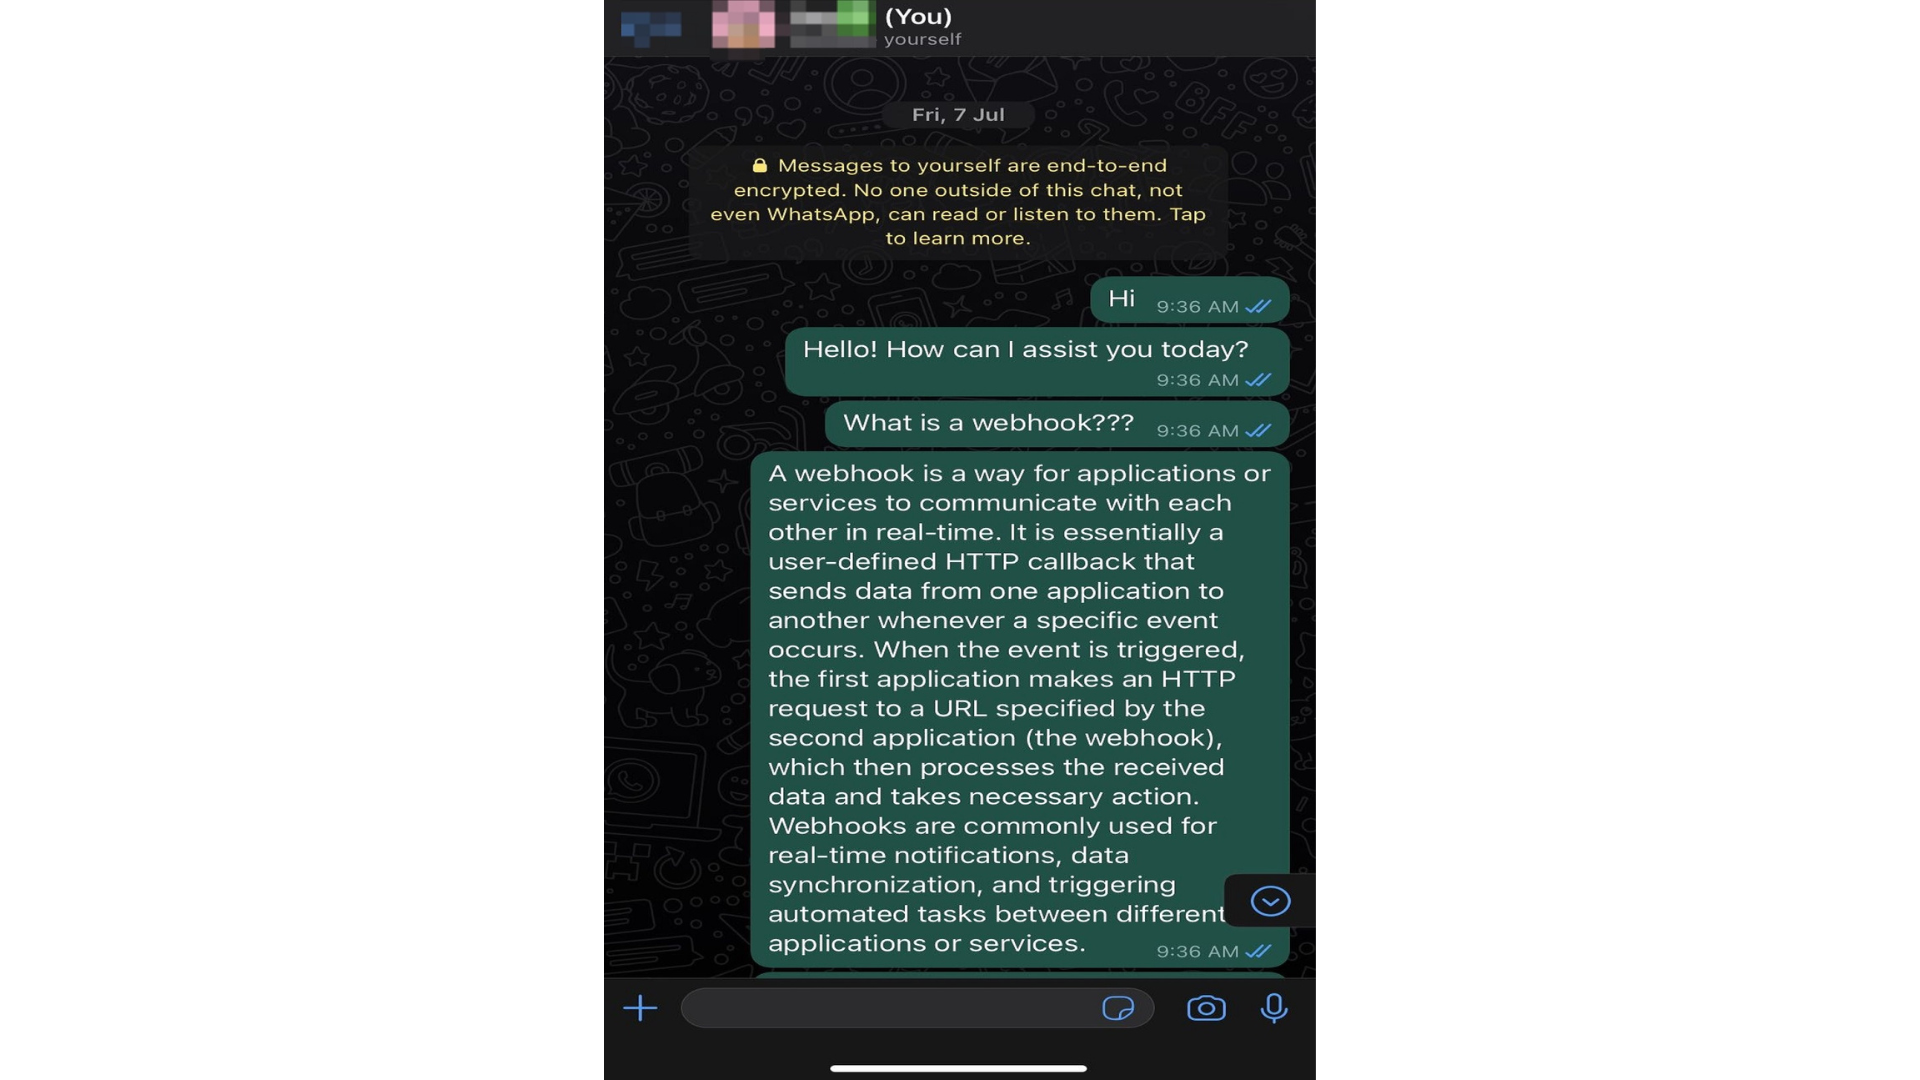 (You)
yourself
Fri, 7 Jul
Messages to yourself are end-to-end
encrypted. No one outside of this chat, not
even WhatsApp, can read or listen to them. Tap
to learn more.
Hi 9:36 AM
Hello! How can I assist you today?
9:36 AM
What is a webhook??? 9:36 AM
A webhook is a way for applications or
services to communicate with each
other in real-time. It is essentially a
user-defined HTTP callback that
sends data from one application to
another whenever a specific event
occurs. When the event is triggered,
the first application makes an HTTP
request to a URL specified by the
second application (the webhook),
which then processes the received
data and takes necessary action.
Webhooks are commonly used for
real-time notifications, data
synchronization, and triggering
automated tasks between different
applications or services. 9:36 AM